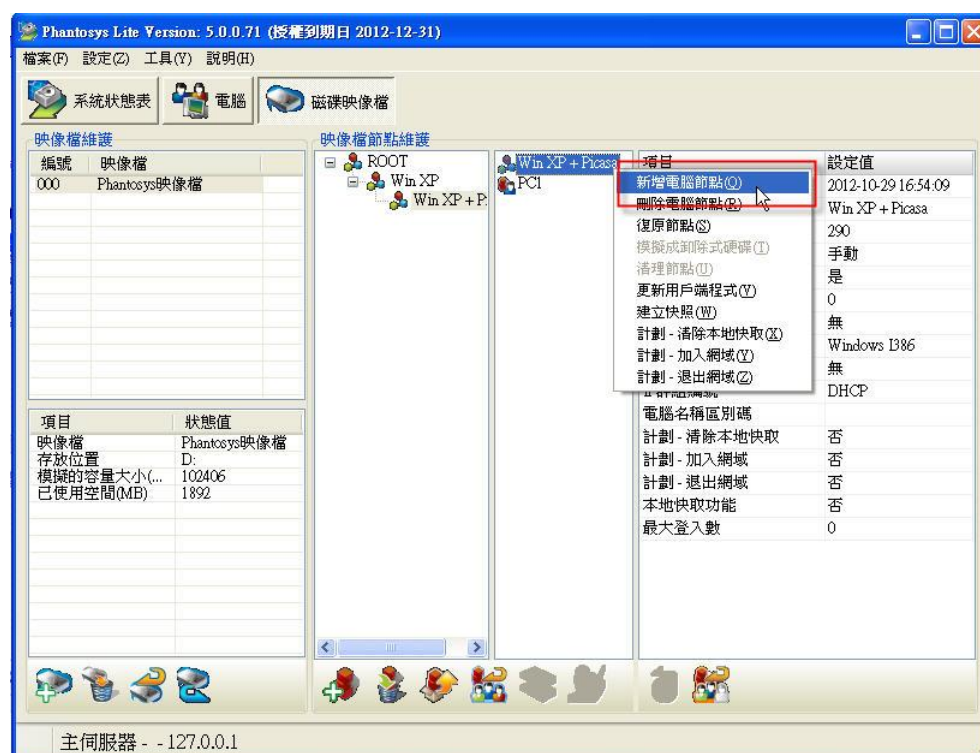 Phantosys Lite Version: 5.0.0.71 (授權到期日 2012-12-31)
檔案(F) 設定(Z) 工具(Y) 說明(H)
系統狀態表 電腦 磁碟映像檔
映像檔維護
編號 映像檔
000 Phantosys映像檔
項目 狀態值
映像檔 Phantosys映像檔
存放位置 D:
模擬的容量大小(... 102406
已使用空間(MB) 1892
映像檔節點維護
ROOT
Win XP
Win XP + P
Win XP + Picasa
PC1
新增電腦節點(Q)
刪除電腦節點(R)
復原節點(S)
模擬成卸除式硬碟(T)
清理節點(U)
更新用戶端程式(V)
建立快照(W)
計劃 - 清除本地快取(X)
計劃 - 加入網域(Y)
計劃 - 退出網域(Z)
項目 設定值
2012-10-29 16:54:09
Win XP + Picasa
290
手動
是
0
無
Windows I386
無
DHCP
電腦名稱區別碼
計劃 - 清除本地快取 否
計劃 - 加入網域 否
計劃 - 退出網域 否
本地快取功能 否
最大登入數 0
主伺服器 - - 127.0.0.1